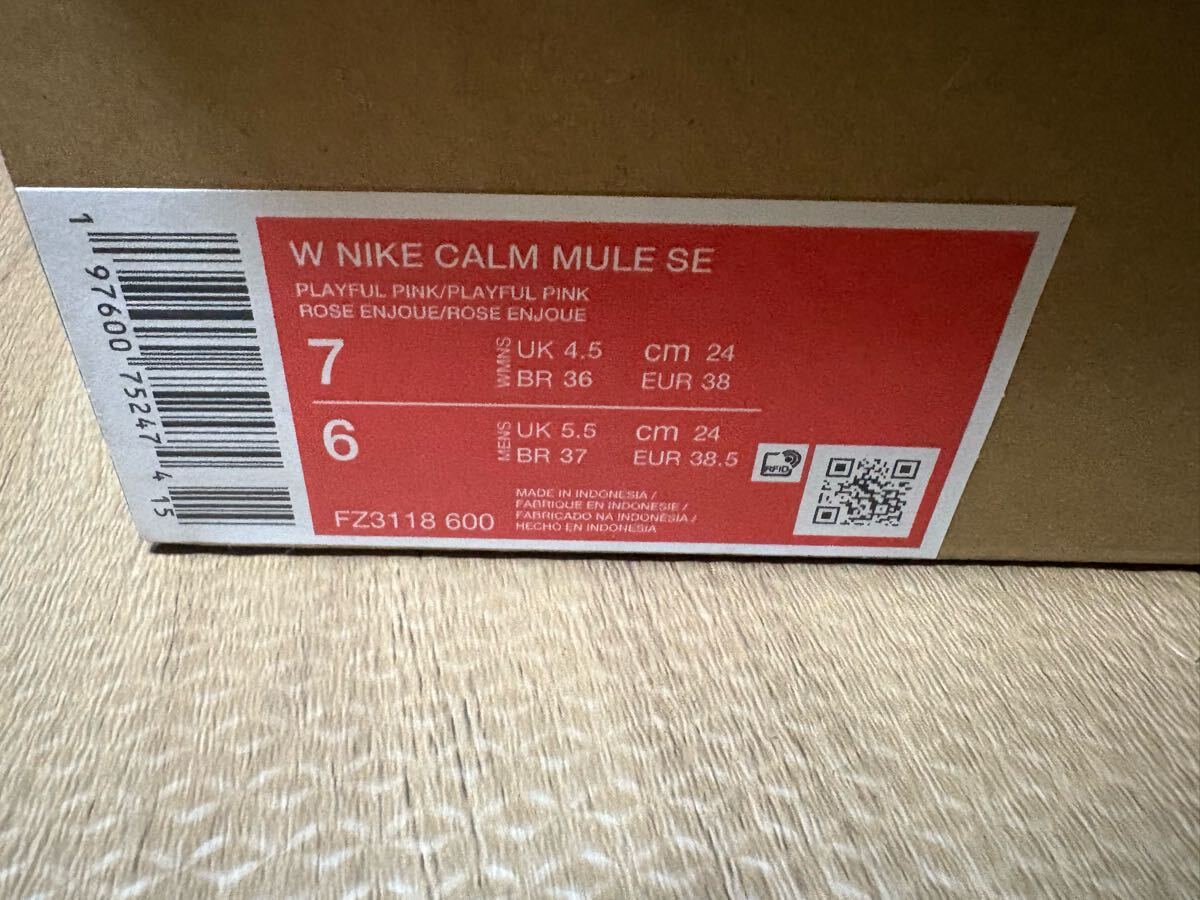 W NIKE CALM MULE SE
PLAYFUL PINK/PLAYFUL PINK
ROSE ENJOUE/ROSE ENJOUE
7 WMNS UK 4.5 cm 24
BR 36 EUR 38
6 MENS UK 5.5 cm 24
BR 37 EUR 38.5
FZ3118 600
MADE IN INDONESIA /
FABRIQUE EN INDONESIE /
FABRICADO NA INDONESIA /
HECHO EN INDONESIA
RFID
1 97600 75247 4 15